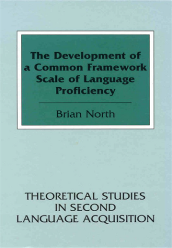 The Development of
a Common Framework
Scale of Language
Proficiency
Brian North
THEORETICAL STUDIES
IN SECOND
LANGUAGE ACQUISITION